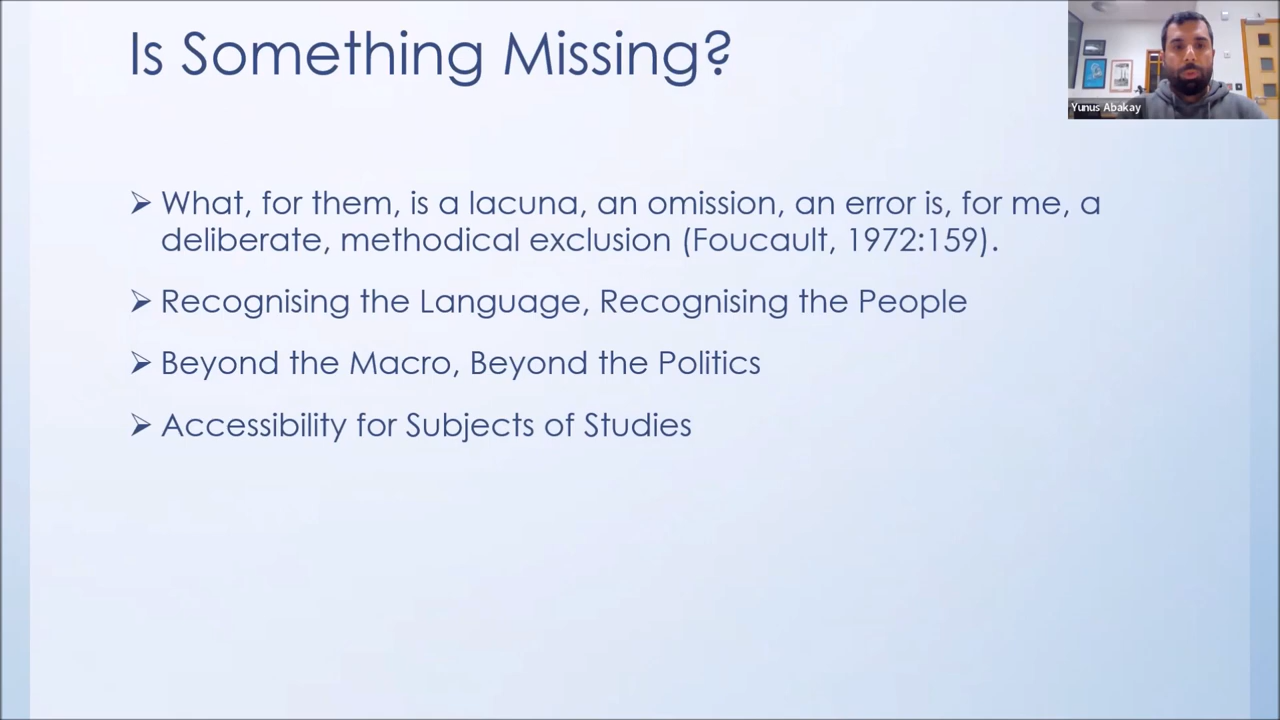 Is Something Missing?
Yunus Abakay
➢ What, for them, is a lacuna, an omission, an error is, for me, a
deliberate, methodical exclusion (Foucault, 1972:159).
➢ Recognising the Language, Recognising the People
➢ Beyond the Macro, Beyond the Politics
➢ Accessibility for Subjects of Studies